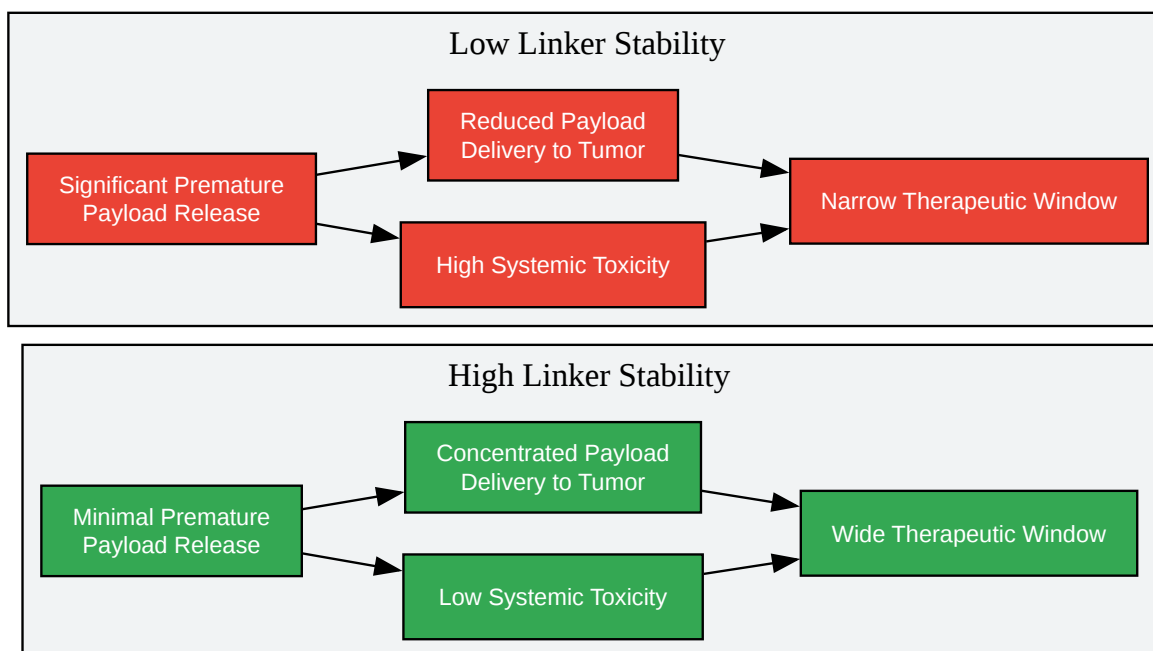 Low Linker Stability
Reduced Payload
Delivery to Tumor
Significant Premature
Payload Release
Narrow Therapeutic Window
High Systemic Toxicity
High Linker Stability
Concentrated Payload
Delivery to Tumor
Minimal Premature
Payload Release
Wide Therapeutic Window
Low Systemic Toxicity